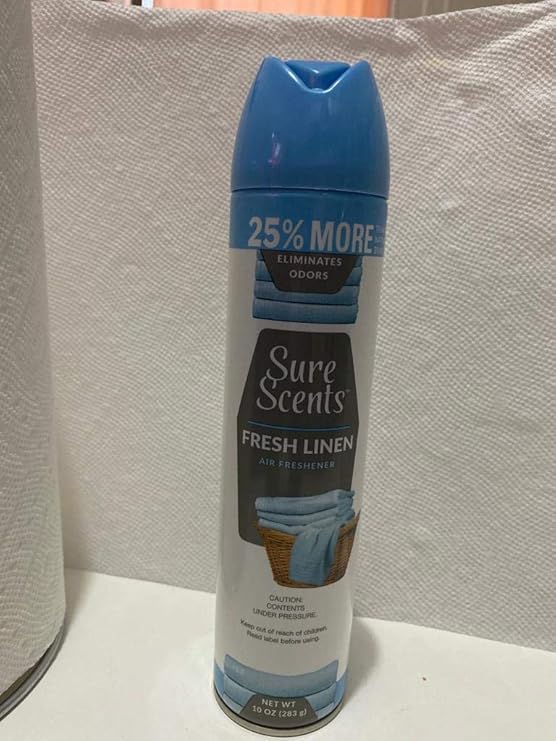 25% MORE
ELIMINATES
ODORS
Sure
Scents™
FRESH LINEN
AIR FRESHENER
CAUTION:
CONTENTS
UNDER PRESSURE.
Keep out of reach of children.
Read label before using.
NET WT
10 OZ (283 g)